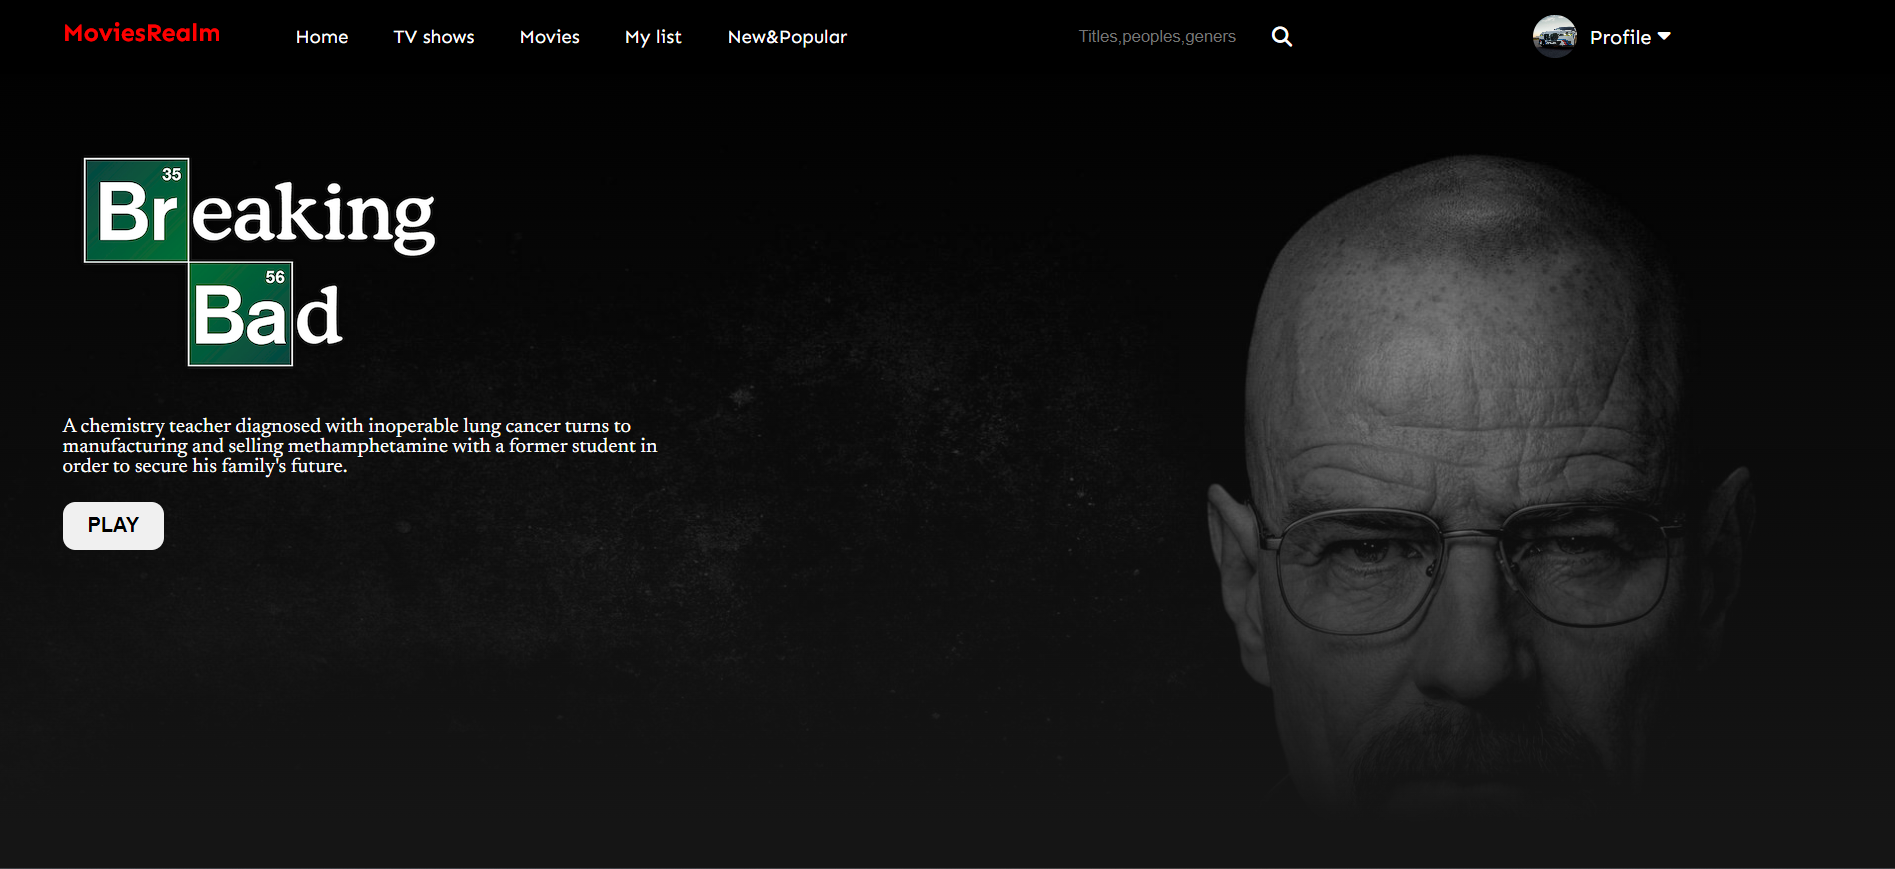 MoviesRealm
Home
TV shows
Movies
My list
New&Popular
Titles,peoples,geners
Profile
35
Breaking
56
Bad
A chemistry teacher diagnosed with inoperable lung cancer turns to
manufacturing and selling methamphetamine with a former student in
order to secure his family's future.
PLAY